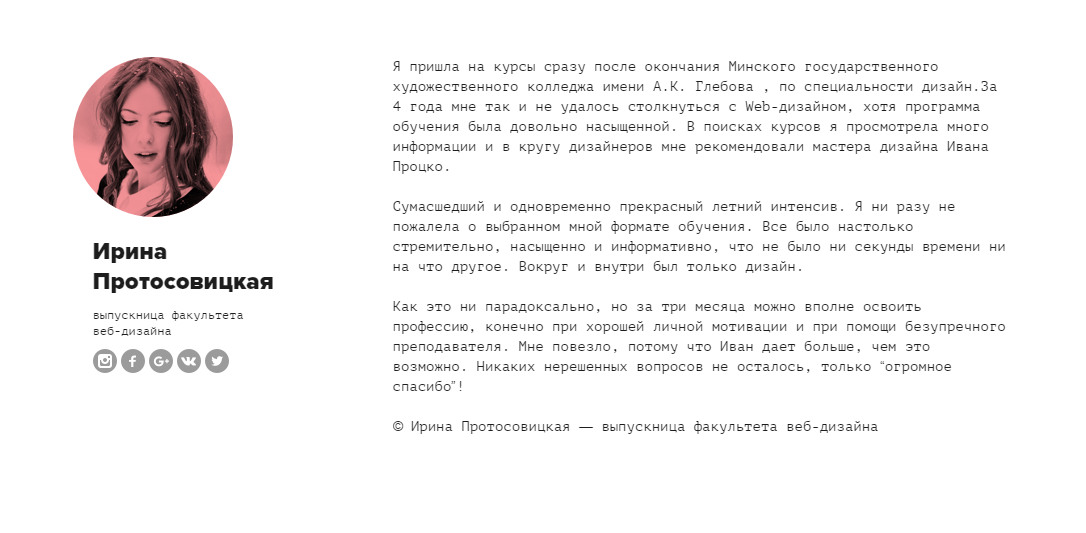 Ирина
Протосовицкая
выпускница факультета
веб-дизайна
Я пришла на курсы сразу после окончания Минского государственного
художественного колледжа имени А.К. Глебова , по специальности дизайн.За
4 года мне так и не удалось столкнуться с Web-дизайном, хотя программа
обучения была довольно насыщенной. В поисках курсов я просмотрела много
информации и в кругу дизайнеров мне рекомендовали мастера дизайна Ивана
Процко.
Сумасшедший и одновременно прекрасный летний интенсив. Я ни разу не
пожалела о выбранном мной формате обучения. Все было настолько
стремительно, насыщенно и информативно, что не было ни секунды времени ни
на что другое. Вокруг и внутри был только дизайн.
Как это ни парадоксально, но за три месяца можно вполне освоить
профессию, конечно при хорошей личной мотивации и при помощи безупречного
преподавателя. Мне повезло, потому что Иван дает больше, чем это
возможно. Никаких нерешенных вопросов не осталось, только “огромное
спасибо”!
© Ирина Протосовицкая — выпускница факультета веб-дизайна